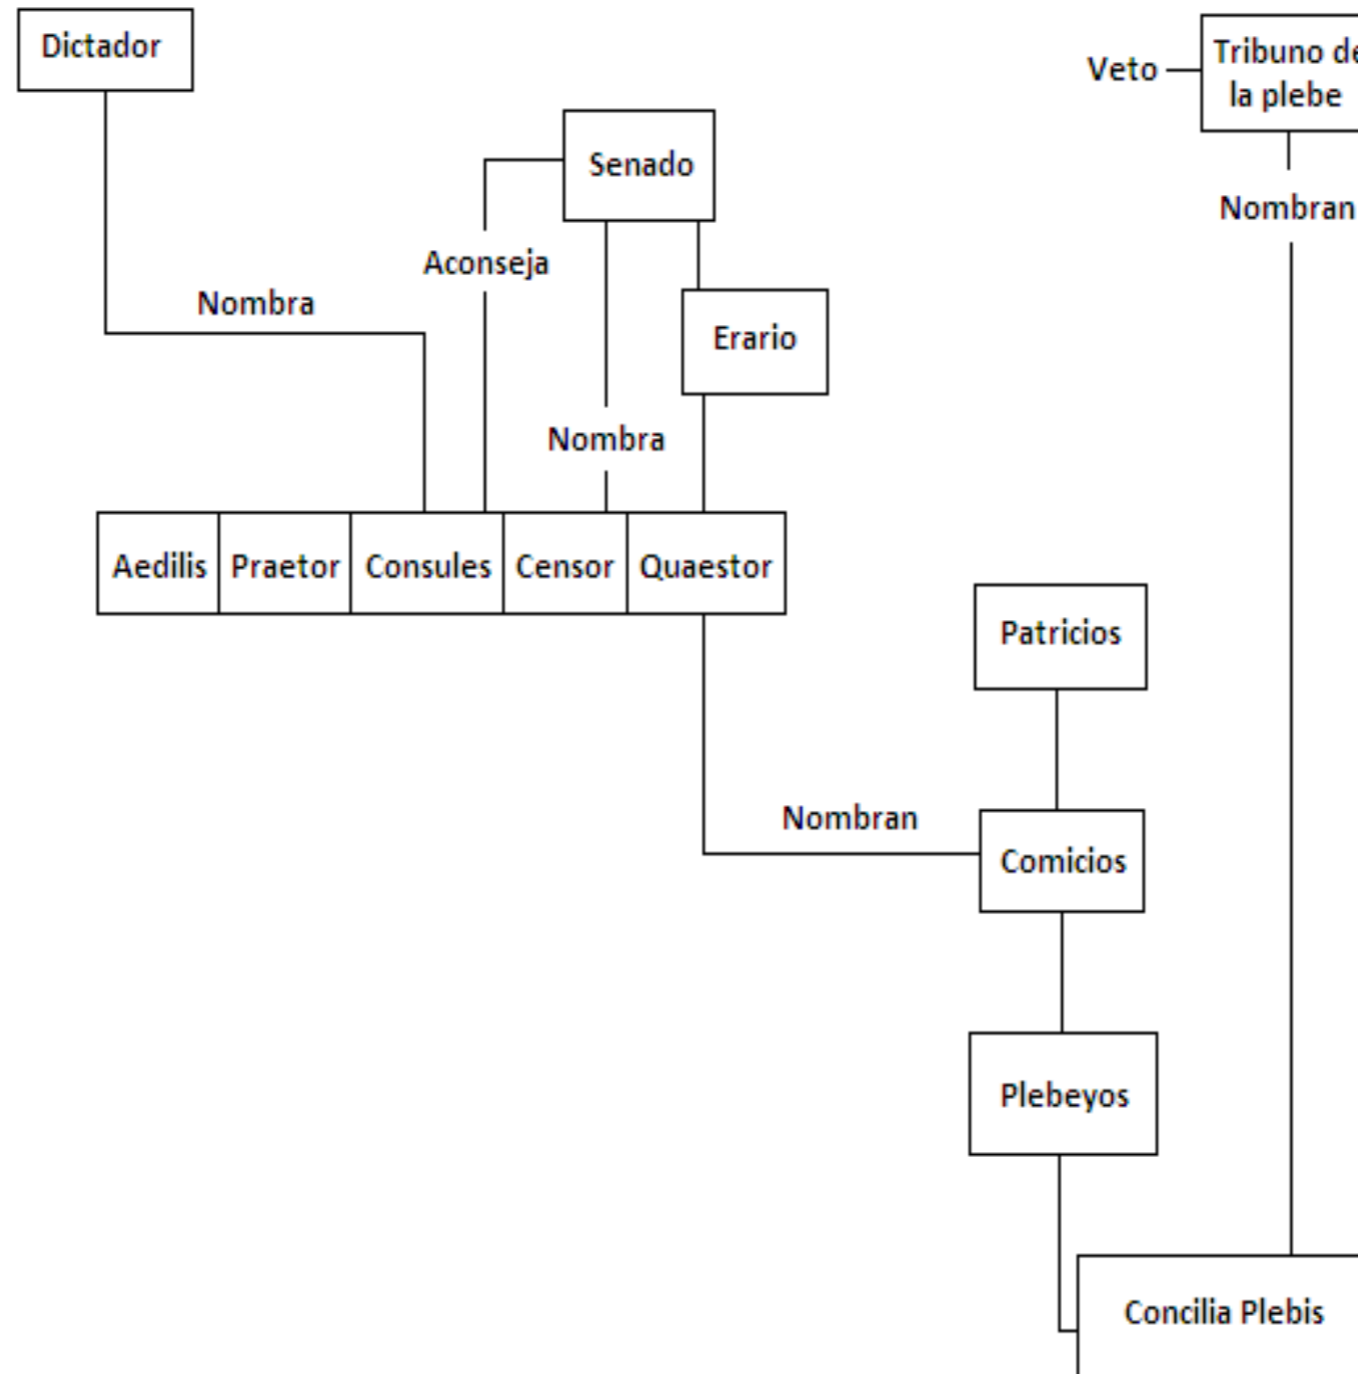 Dictador
Veto
Tribuno de
la plebe
Senado
Nombran
Aconseja
Nombra
Erario
Nombra
Aedilis
Praetor
Consules
Censor
Quaestor
Patricios
Nombran
Comicios
Plebeyos
Concilia Plebis